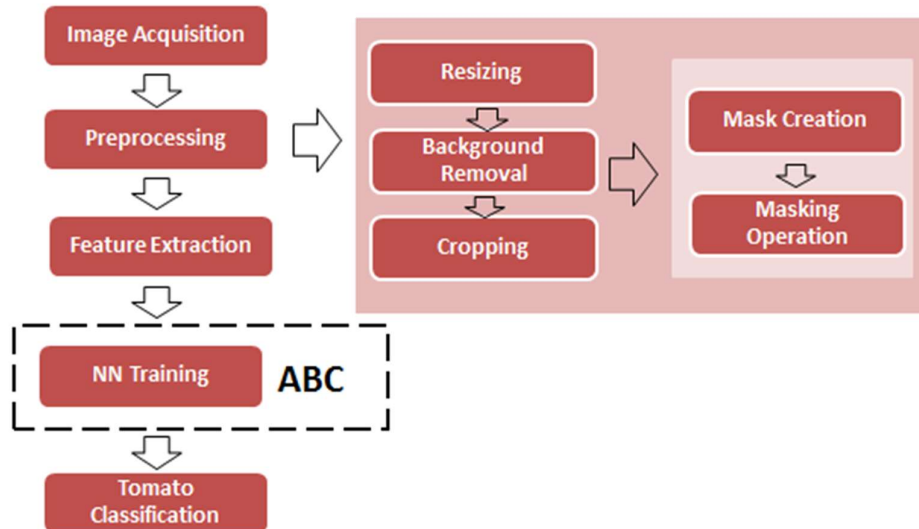 Image Acquisition
Preprocessing
Feature Extraction
NN Training
ABC
Tomato
Classification
Resizing
Background
Removal
Cropping
Mask Creation
Masking
Operation